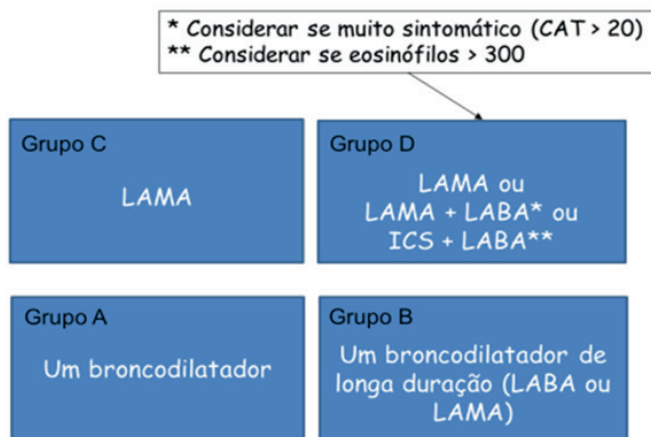 * Considerar se muito sintomático (CAT > 20)
** Considerar se eosinófilos > 300
Grupo C
LAMA
Grupo D
LAMA ou
LAMA + LABA* ou
ICS + LABA**
Grupo A
Um broncodilatador
Grupo B
Um broncodilatador de
longa duração (LABA ou
LAMA)